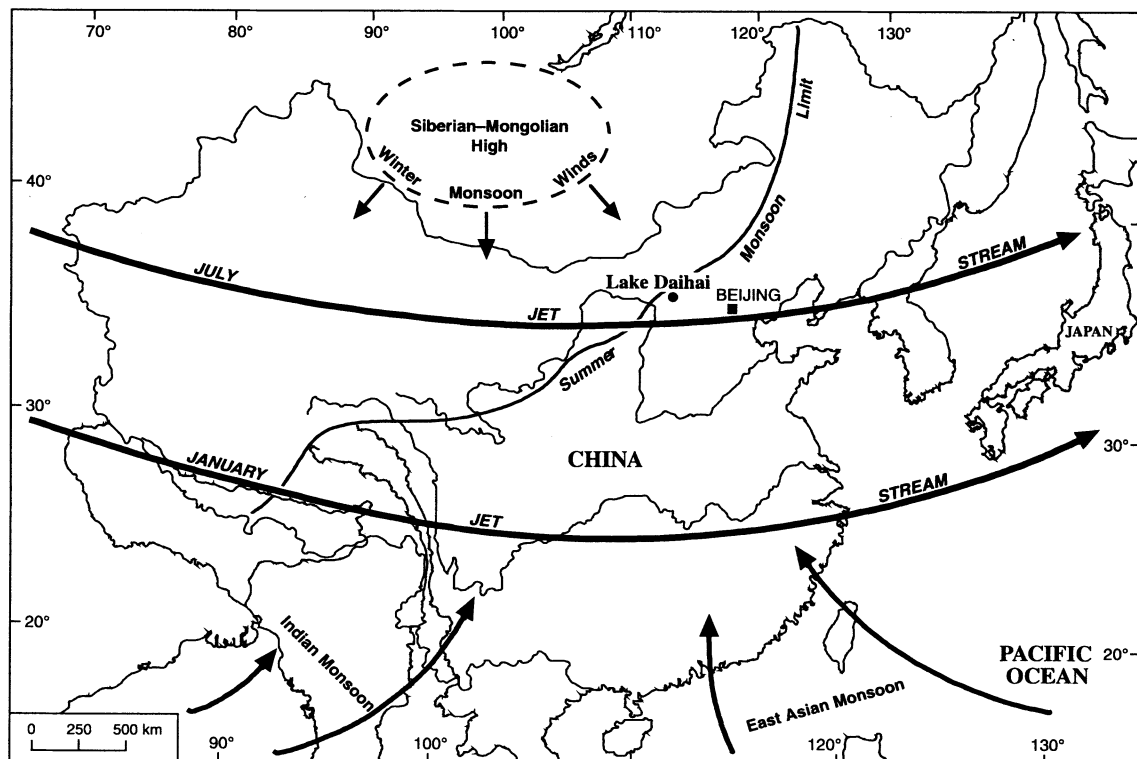 70° 80° 90° 100° 110° 120° 130°
Limit
Siberian–Mongolian
High
Winter
Monsoon
Winds
40°
Monsoon
JULY
JET
STREAM
Lake Daihai
BEIJING
JAPAN
Summer
30°
CHINA
30°
JANUARY
JET
STREAM
20°
Indian Monsoon
PACIFIC
OCEAN
20°
East Asian Monsoon
0 250 500 km
90° 100° 120° 130°